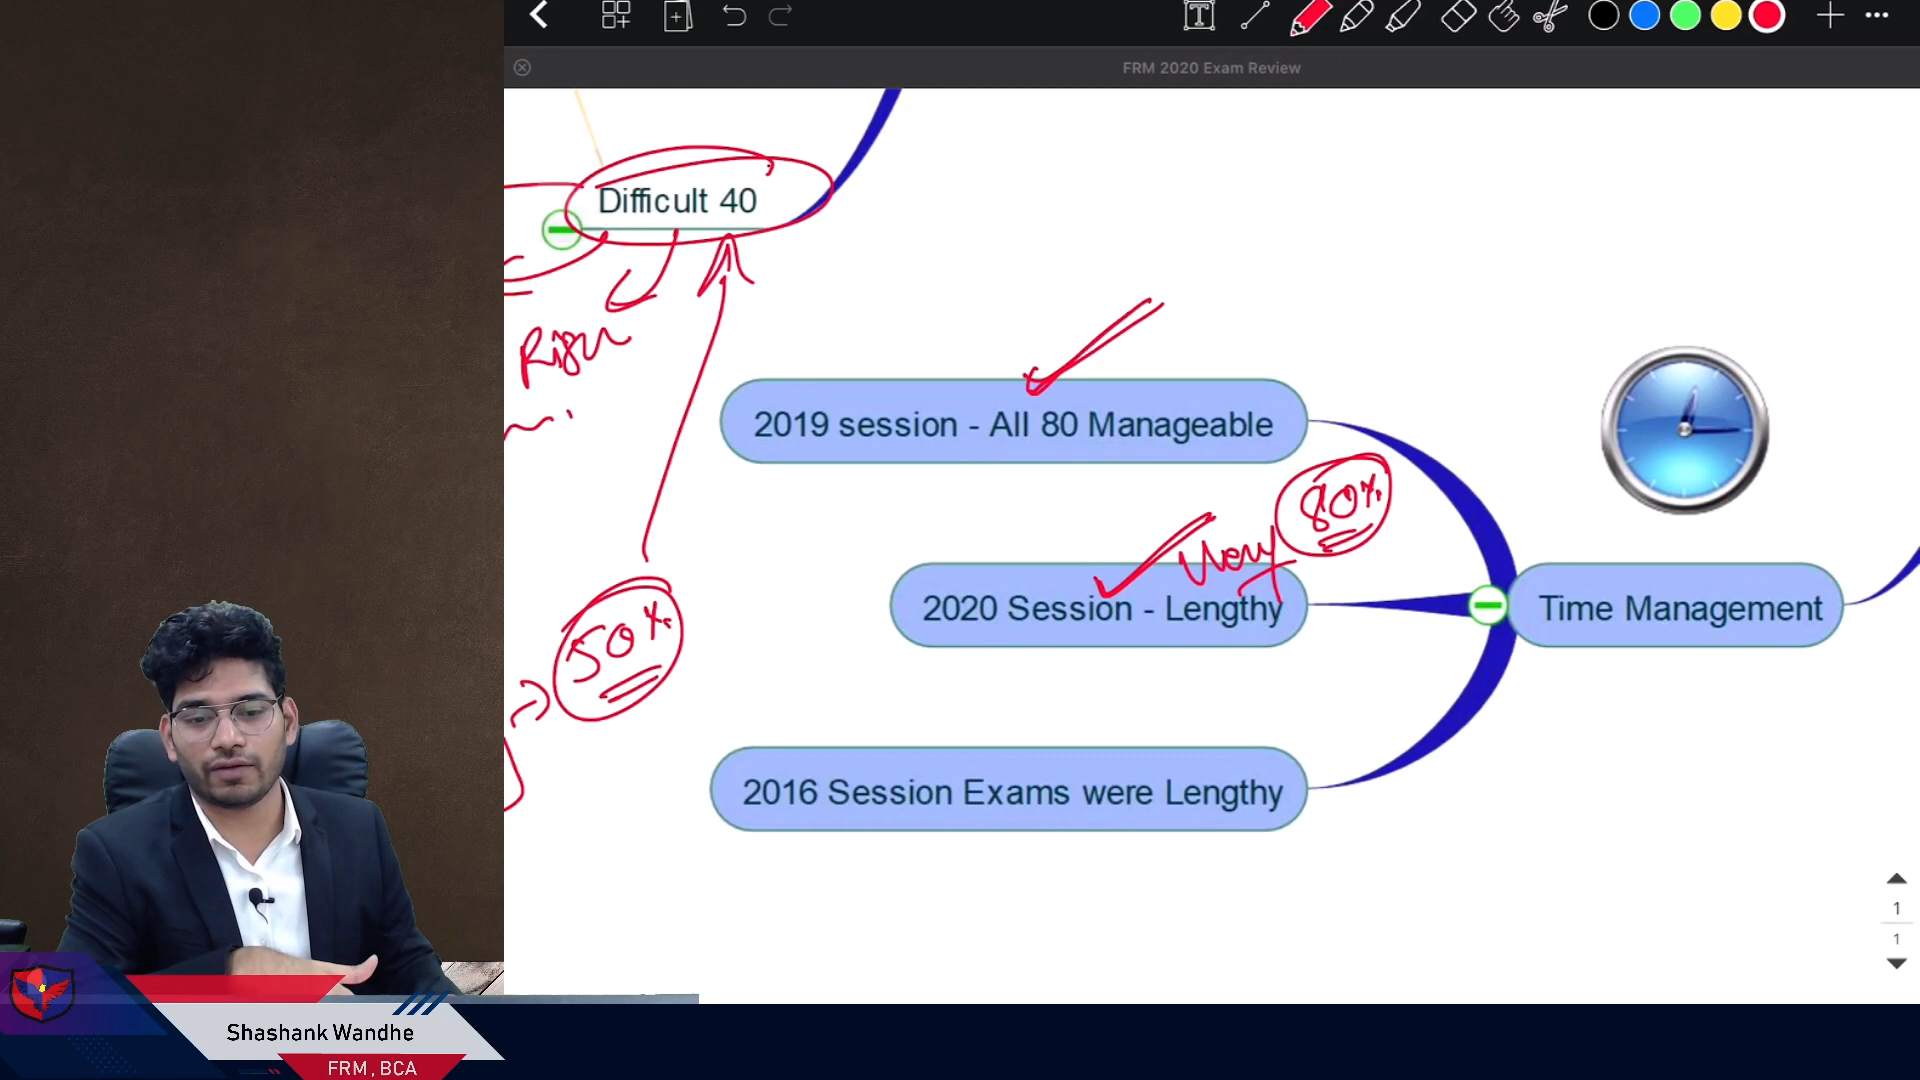 FRM 2020 Exam Review
Difficult 40
2019 session - All 80 Manageable
80%
Very
2020 Session - Lengthy
Time Management
50%
2016 Session Exams were Lengthy
1
1
Shashank Wandhe
FRM, BCA